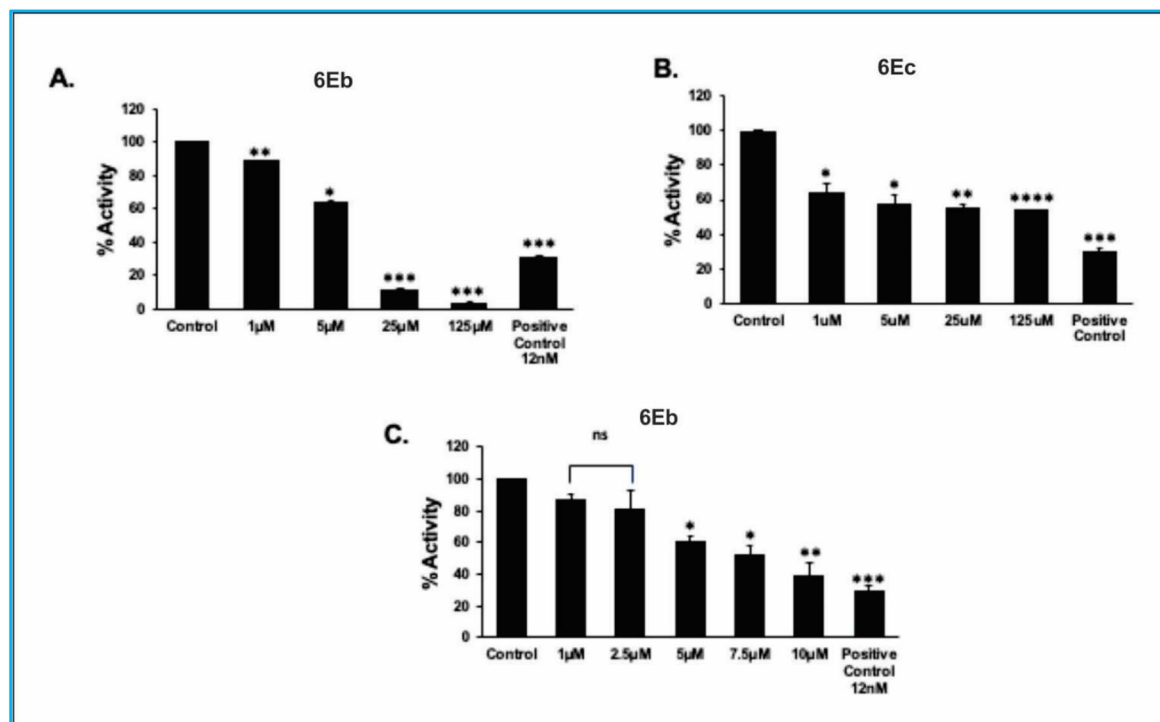 A.
6Eb
120
100
80
60
40
20
0
%Activity
**
*
***
***
***
Control
1µM
5µM
25µM
125µM
Positive
Control
12nM
B.
6Ec
120
100
80
60
40
20
0
%Activity
*
*
**
****
***
Control
1uM
5uM
25uM
125uM
Positive
Control
C.
6Eb
ns
120
100
80
60
40
20
0
%Activity
*
*
**
***
Control
1µM
2.5µM
5µM
7.5µM
10µM
Positive
Control
12nM